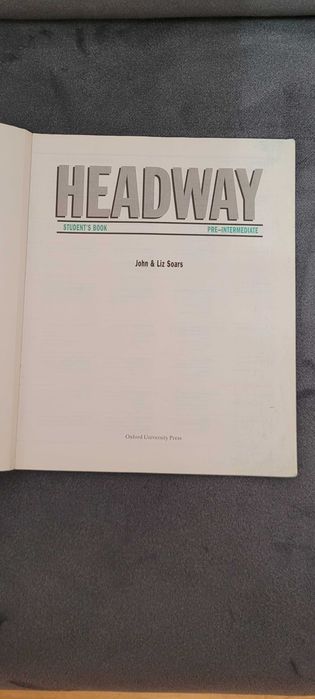 HEADWAY
STUDENT'S BOOK PRE–INTERMEDIATE
John & Liz Soars
Oxford University Press